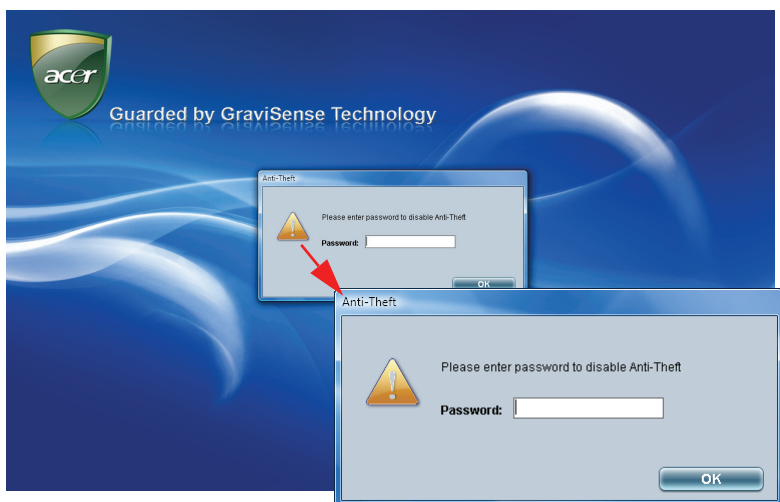 acer
Guarded by GraviSense Technology
Anti-Theft
Please enter password to disable Anti-Theft
Password:
OK
Anti-Theft
Please enter password to disable Anti-Theft
Password:
OK